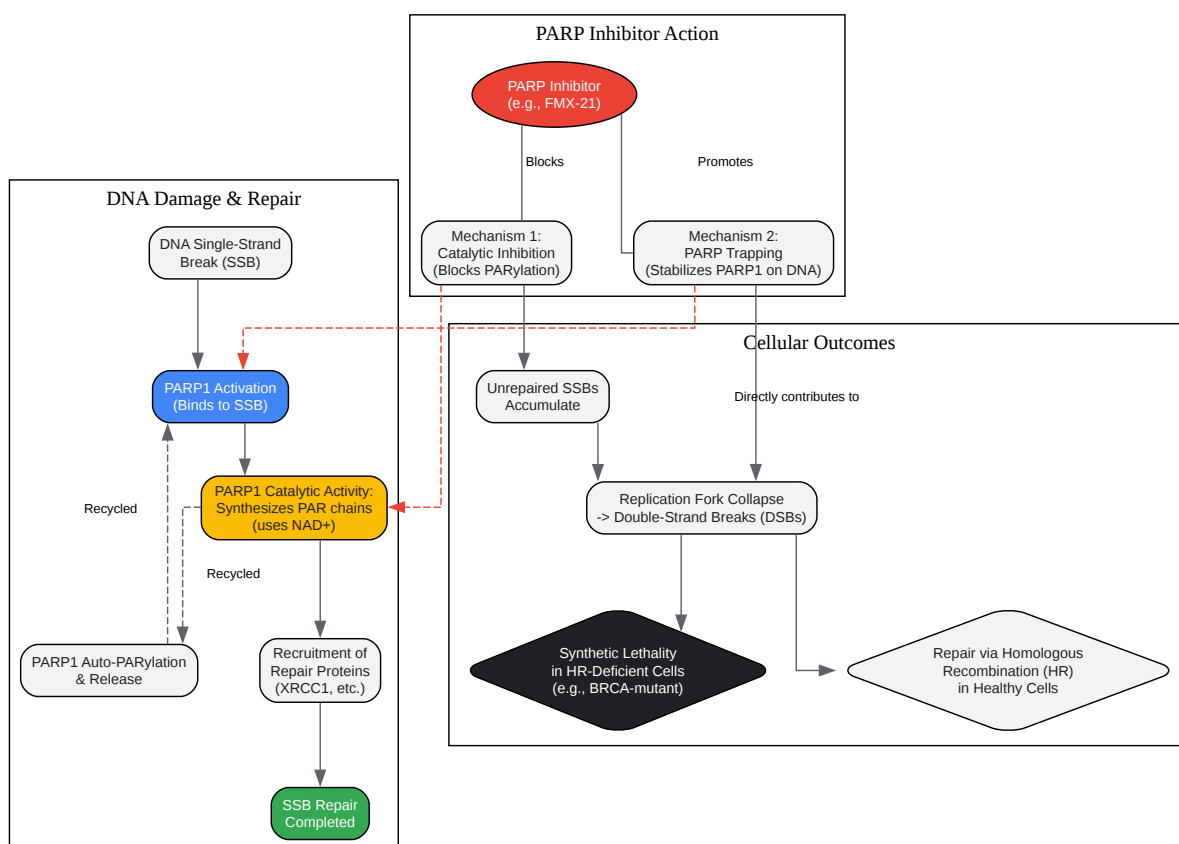 PARP Inhibitor Action
PARP Inhibitor
(e.g., FMX-21)
Blocks
Promotes
Mechanism 1:
Catalytic Inhibition
(Blocks PARylation)
Mechanism 2:
PARP Trapping
(Stabilizes PARP1 on DNA)
DNA Damage & Repair
DNA Single-Strand
Break (SSB)
PARP1 Activation
(Binds to SSB)
PARP1 Catalytic Activity:
Synthesizes PAR chains
(uses NAD+)
Recycled
Recycled
PARP1 Auto-PARylation
& Release
Recruitment of
Repair Proteins
(XRCC1, etc.)
SSB Repair
Completed
Cellular Outcomes
Unrepaired SSBs
Accumulate
Directly contributes to
Replication Fork Collapse
-> Double-Strand Breaks (DSBs)
Synthetic Lethality
in HR-Deficient Cells
(e.g., BRCA-mutant)
Repair via Homologous
Recombination (HR)
in Healthy Cells